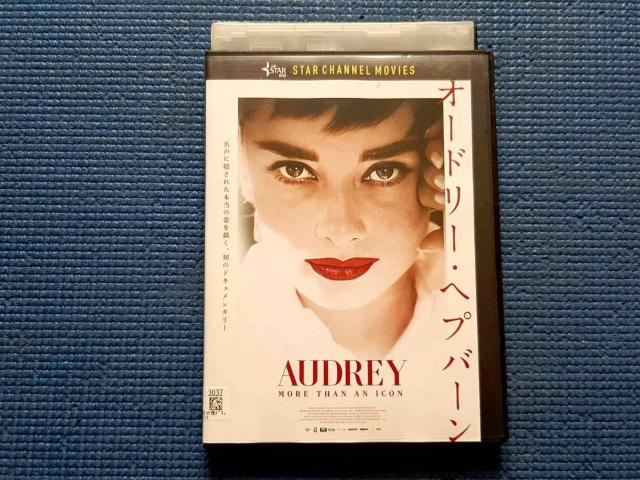 STAR
STAR CHANNEL MOVIES
オードリー・ヘプバーン
名声に隠された本当の姿を描く、初のドキュメンタリー
AUDREY
MORE THAN AN ICON
3037